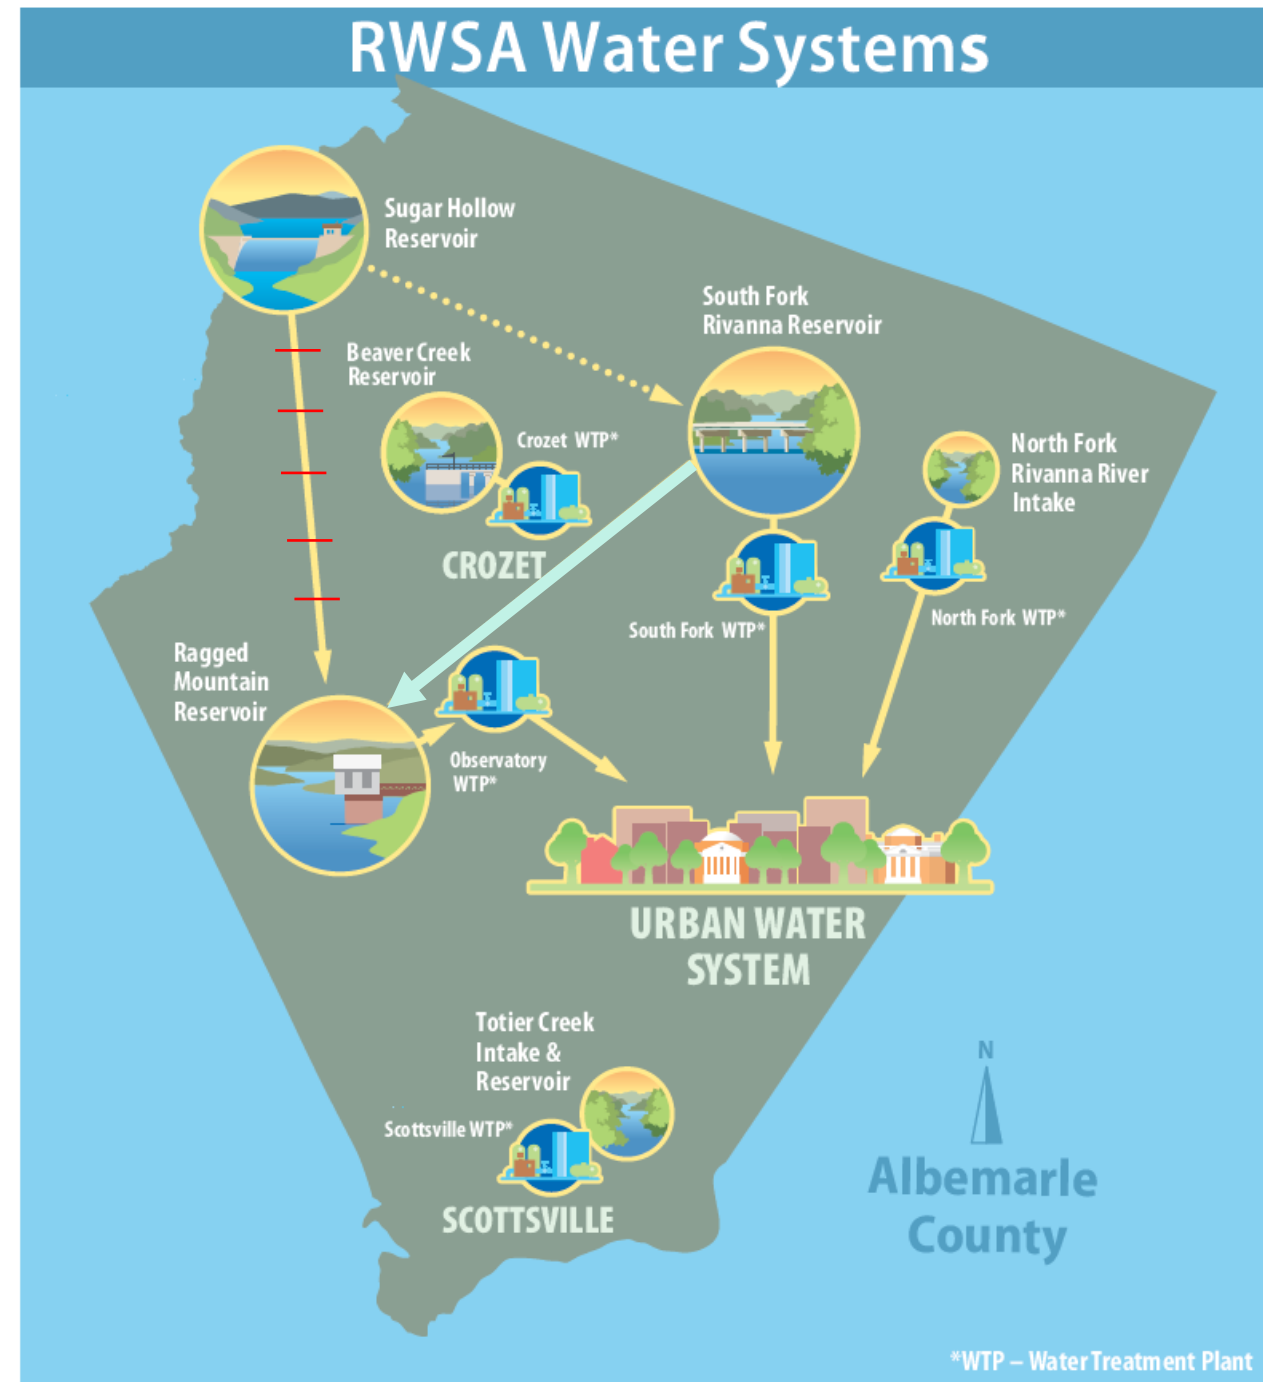 RWSA Water Systems
Sugar Hollow
Reservoir
South Fork
Rivanna Reservoir
Beaver Creek
Reservoir
Crozet WTP*
North Fork
Rivanna River
Intake
CROZET
South Fork WTP*
North Fork WTP*
Ragged
Mountain
Reservoir
Observatory
WTP*
URBAN WATER
SYSTEM
Totier Creek
Intake &
Reservoir
Scottsville WTP*
SCOTTSVILLE
N
Albemarle
County
*WTP – Water Treatment Plant